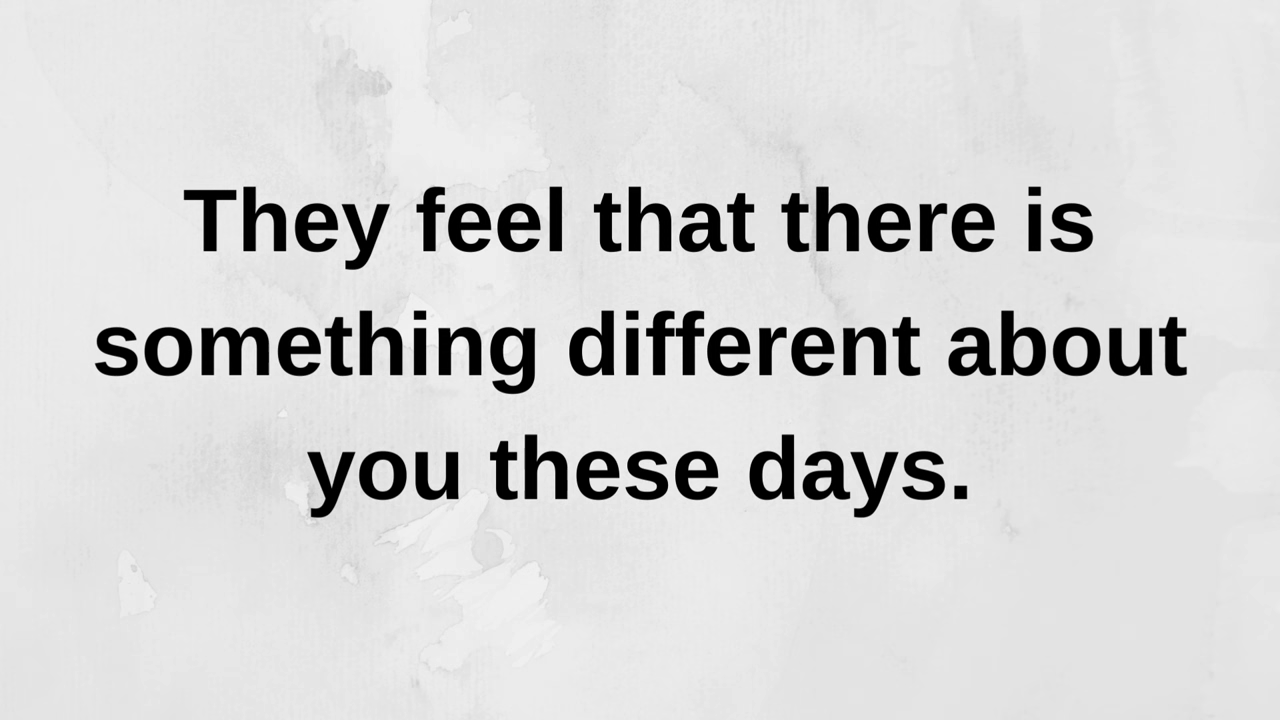 They feel that there is
something different about
you these days.